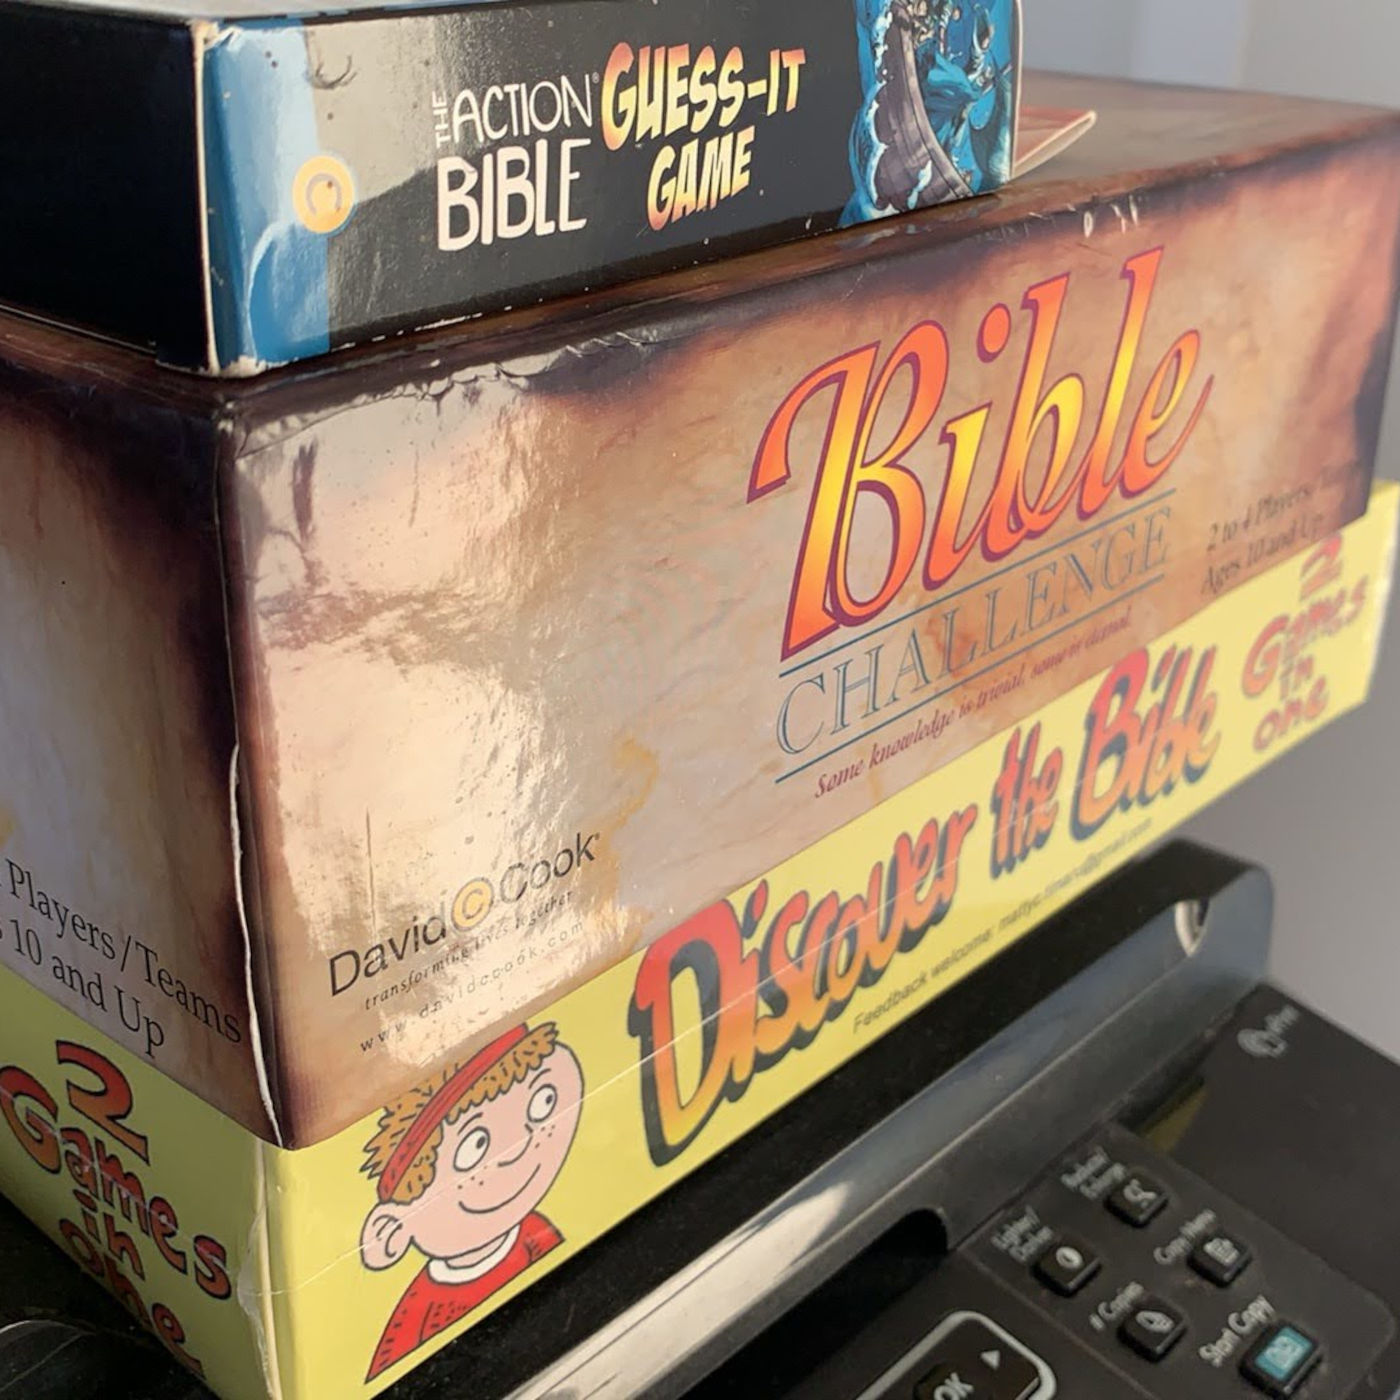 THE ACTION BIBLE
GUESS-IT GAME
Bible
CHALLENGE
Some knowledge is trivial, some is eternal.
2 to 4 Players/
Ages 10 and Up
David C Cook
transforming lives together
www.davidccook.com
Players/Teams
10 and Up
Discover the Bible
2
Games
in
one
Feedback welcome:
2
Games
in
one
Start Copy
OK